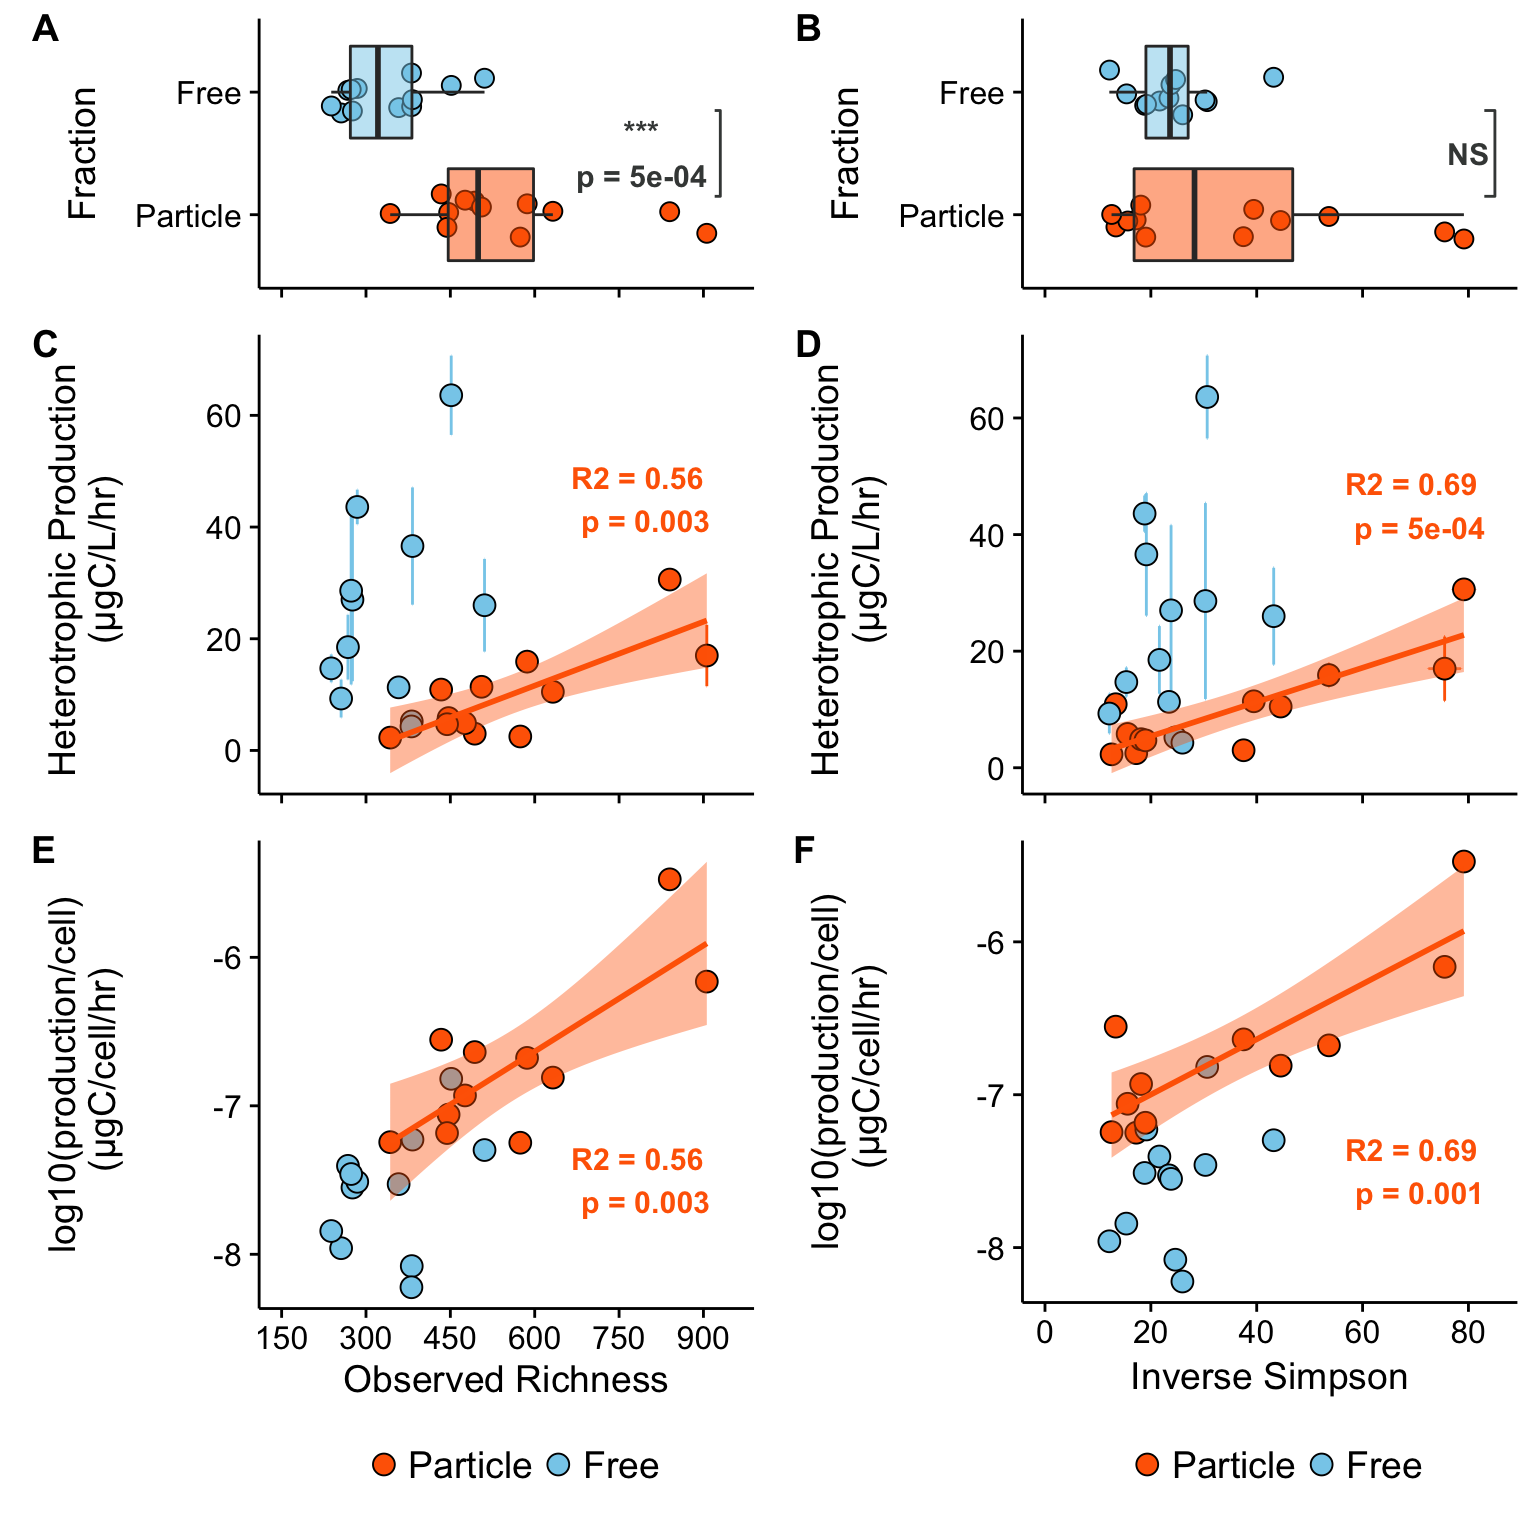 A
Fraction
Free
Particle
***
p = 5e-04
B
Fraction
Free
Particle
NS
C
Heterotrophic Production
(µgC/L/hr)
60
40
20
0
R2 = 0.56
p = 0.003
D
Heterotrophic Production
(µgC/L/hr)
60
40
20
0
R2 = 0.69
p = 5e-04
E
log10(production/cell)
(µgC/cell/hr)
-6
-7
-8
R2 = 0.56
p = 0.003
150 300 450 600 750 900
Observed Richness
F
log10(production/cell)
(µgC/cell/hr)
-6
-7
-8
R2 = 0.69
p = 0.001
0 20 40 60 80
Inverse Simpson
Particle Free
Particle Free